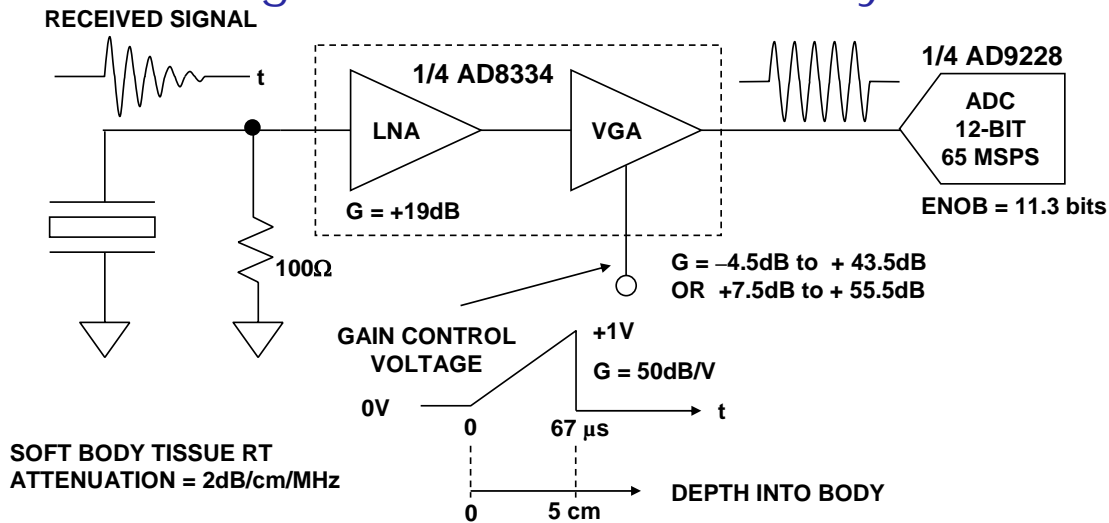 RECEIVED SIGNAL
t
1/4 AD8334
1/4 AD9228
LNA
VGA
ADC
12-BIT
65 MSPS
G = +19dB
ENOB = 11.3 bits
100Ω
G = −4.5dB to + 43.5dB
OR +7.5dB to + 55.5dB
GAIN CONTROL
VOLTAGE
+1V
G = 50dB/V
0V
t
0
67 μs
SOFT BODY TISSUE RT
ATTENUATION = 2dB/cm/MHz
DEPTH INTO BODY
0
5 cm